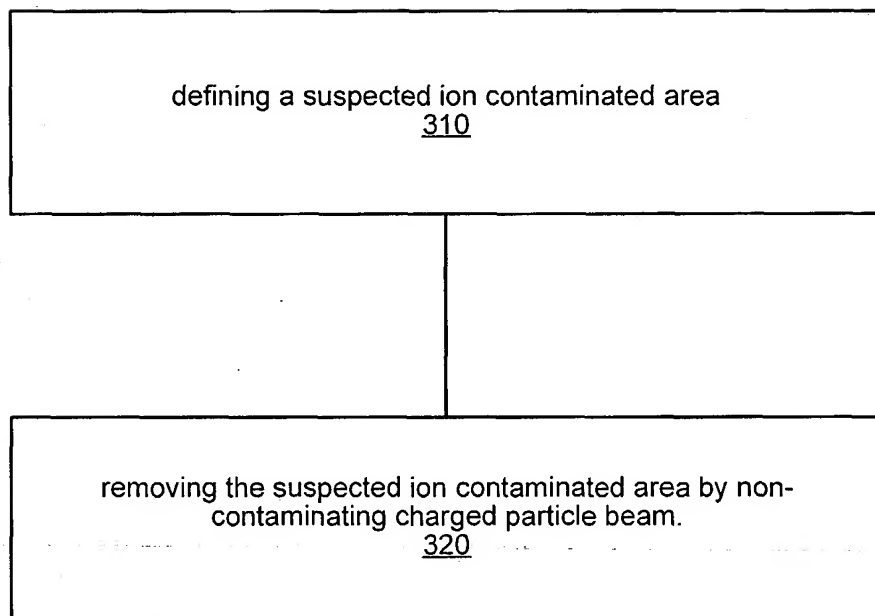 defining a suspected ion contaminated area
310
removing the suspected ion contaminated area by non-
contaminating charged particle beam.
320